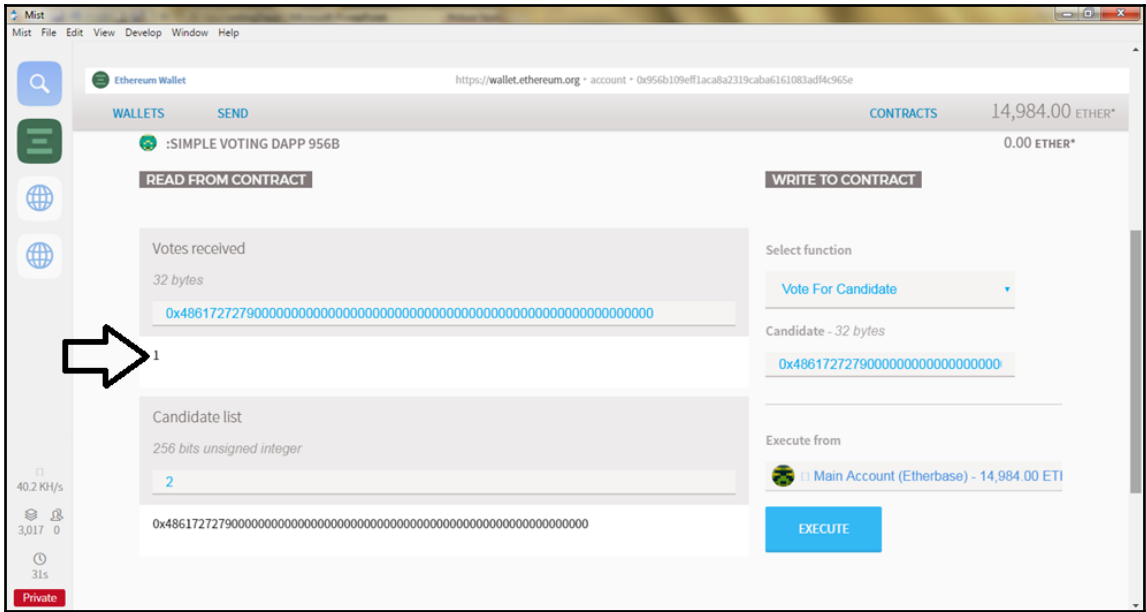 Mist
Mist File Edit View Develop Window Help
Ethereum Wallet
https://wallet.ethereum.org • account • 0x956b109eff1aca8a2319caba6161083adf4c965e
WALLETS SEND CONTRACTS 14,984.00 ETHER*
:SIMPLE VOTING DAPP 956B 0.00 ETHER*
READ FROM CONTRACT
Votes received
32 bytes
0x4861727279000000000000000000000000000000000000000000000000000000
1
Candidate list
256 bits unsigned integer
2
0x4861727279000000000000000000000000000000000000000000000000000000
WRITE TO CONTRACT
Select function
Vote For Candidate
Candidate - 32 bytes
0x48617272790000000000000000000
Execute from
Main Account (Etherbase) - 14,984.00 ETH
EXECUTE
40.2 KH/s
3,017 0
31s
Private